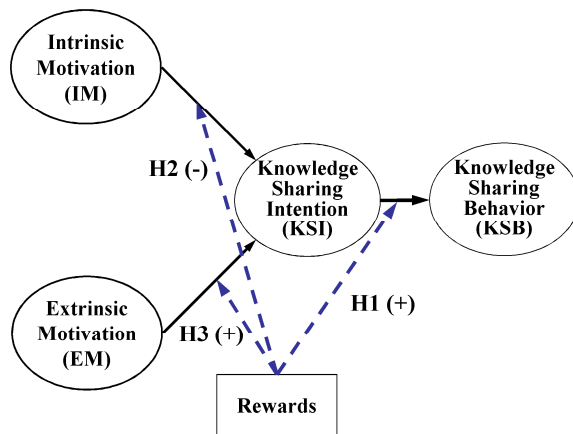 Intrinsic
Motivation
(IM)
H2 (-)
Knowledge
Sharing
Intention
(KSI)
Knowledge
Sharing
Behavior
(KSB)
Extrinsic
Motivation
(EM)
H3 (+)
H1 (+)
Rewards